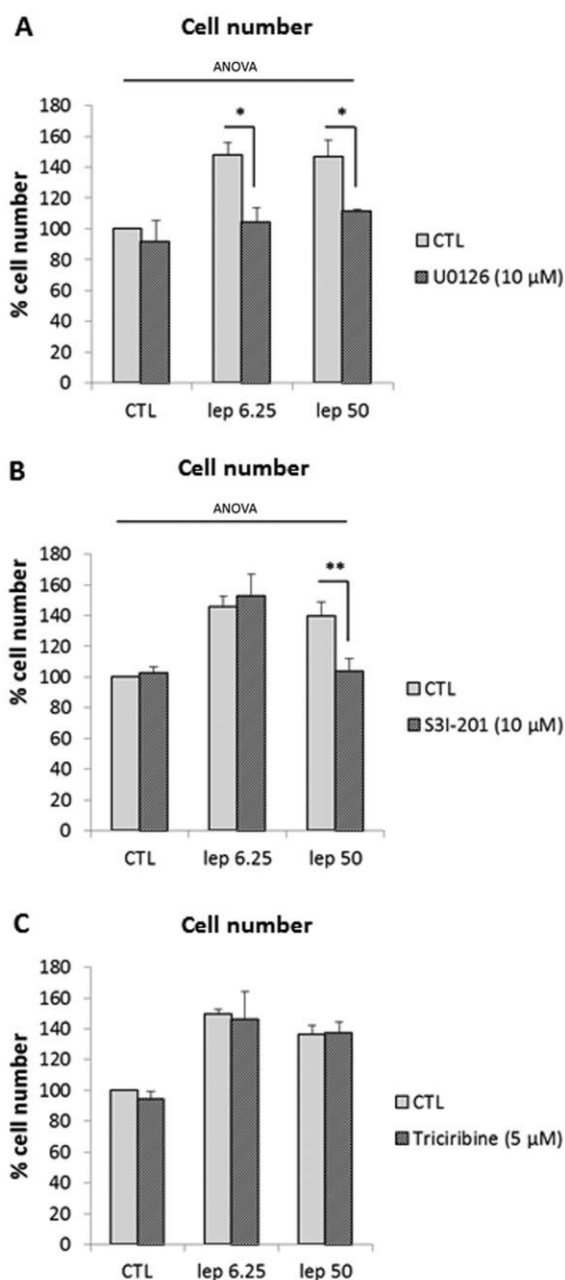 A
Cell number
ANOVA
% cell number
180
160
140
120
100
80
60
40
20
0
*
*
CTL
lep 6.25
lep 50
CTL
U0126 (10 µM)
B
Cell number
ANOVA
% cell number
180
160
140
120
100
80
60
40
20
0
**
CTL
lep 6.25
lep 50
CTL
S3I-201 (10 µM)
C
Cell number
% cell number
180
160
140
120
100
80
60
40
20
0
CTL
lep 6.25
lep 50
CTL
Triciribine (5 µM)